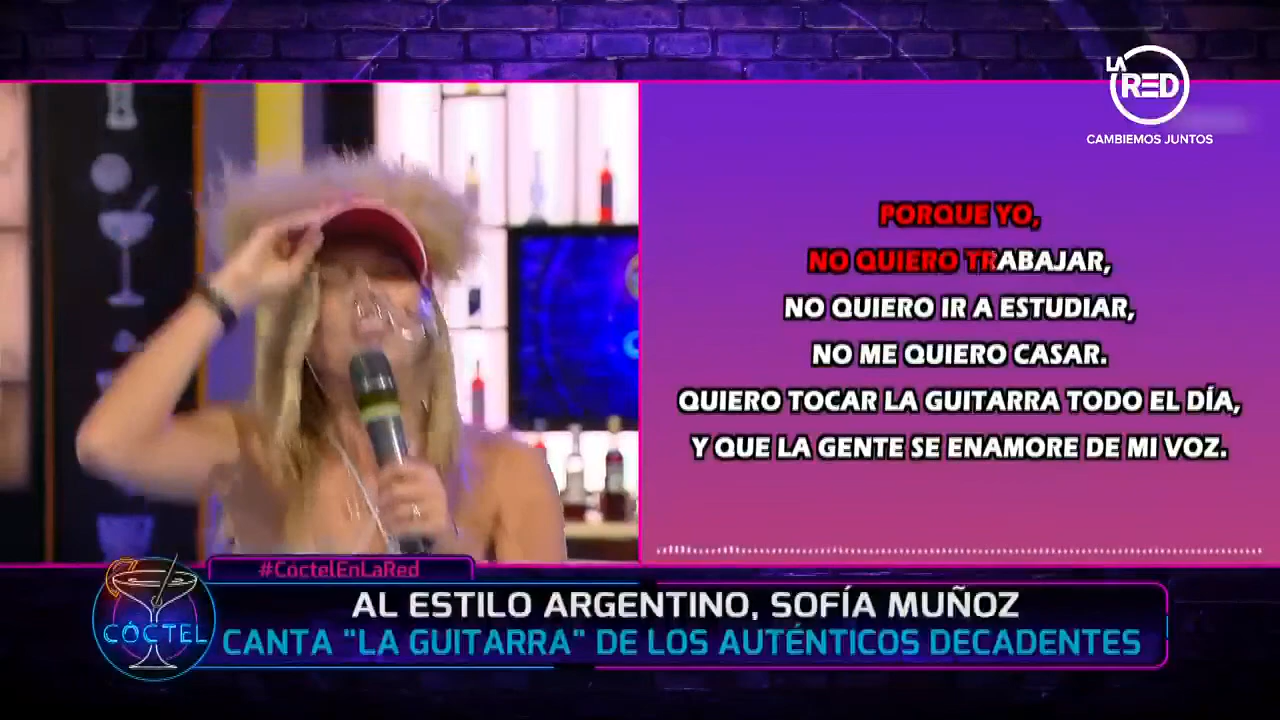 LA
RED
CAMBIEMOS JUNTOS
PORQUE YO,
NO QUIERO TRABAJAR,
NO QUIERO IR A ESTUDIAR,
NO ME QUIERO CASAR.
QUIERO TOCAR LA GUITARRA TODO EL DÍA,
Y QUE LA GENTE SE ENAMORE DE MI VOZ.
#CóctelEnLaRed
CÓCTEL
AL ESTILO ARGENTINO, SOFÍA MUÑOZ
CANTA "LA GUITARRA" DE LOS AUTÉNTICOS DECADENTES